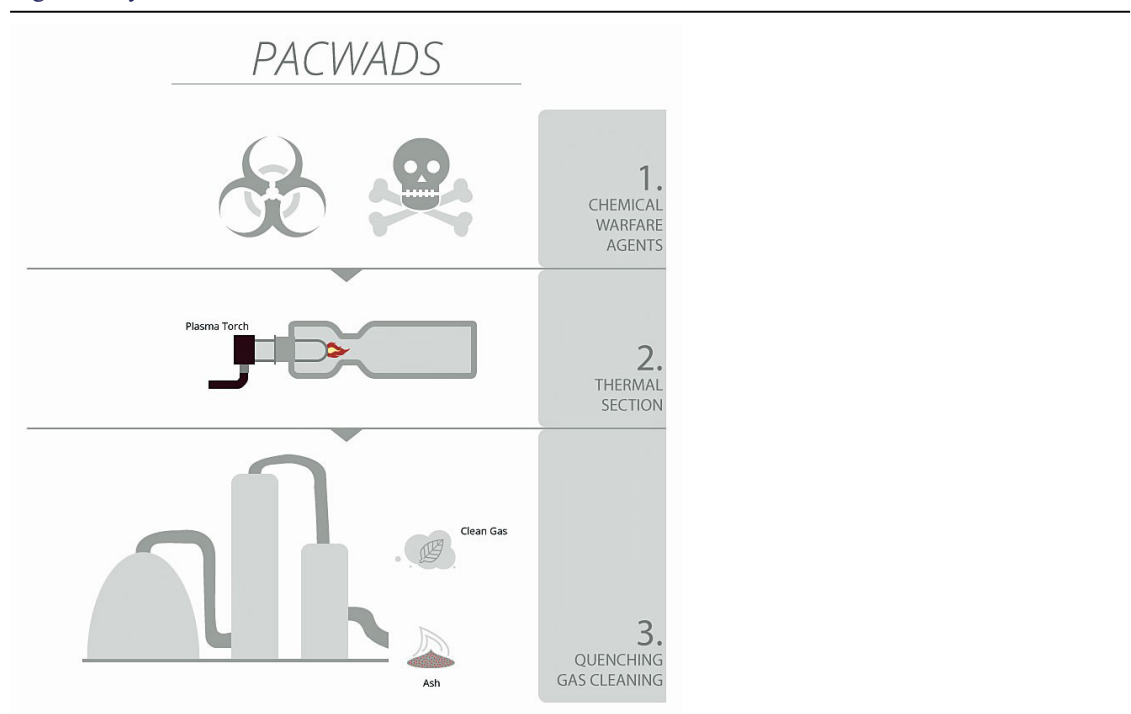 PACWADS
1.
CHEMICAL
WARFARE
AGENTS
Plasma Torch
2.
THERMAL
SECTION
Clean Gas
Ash
3.
QUENCHING
GAS CLEANING